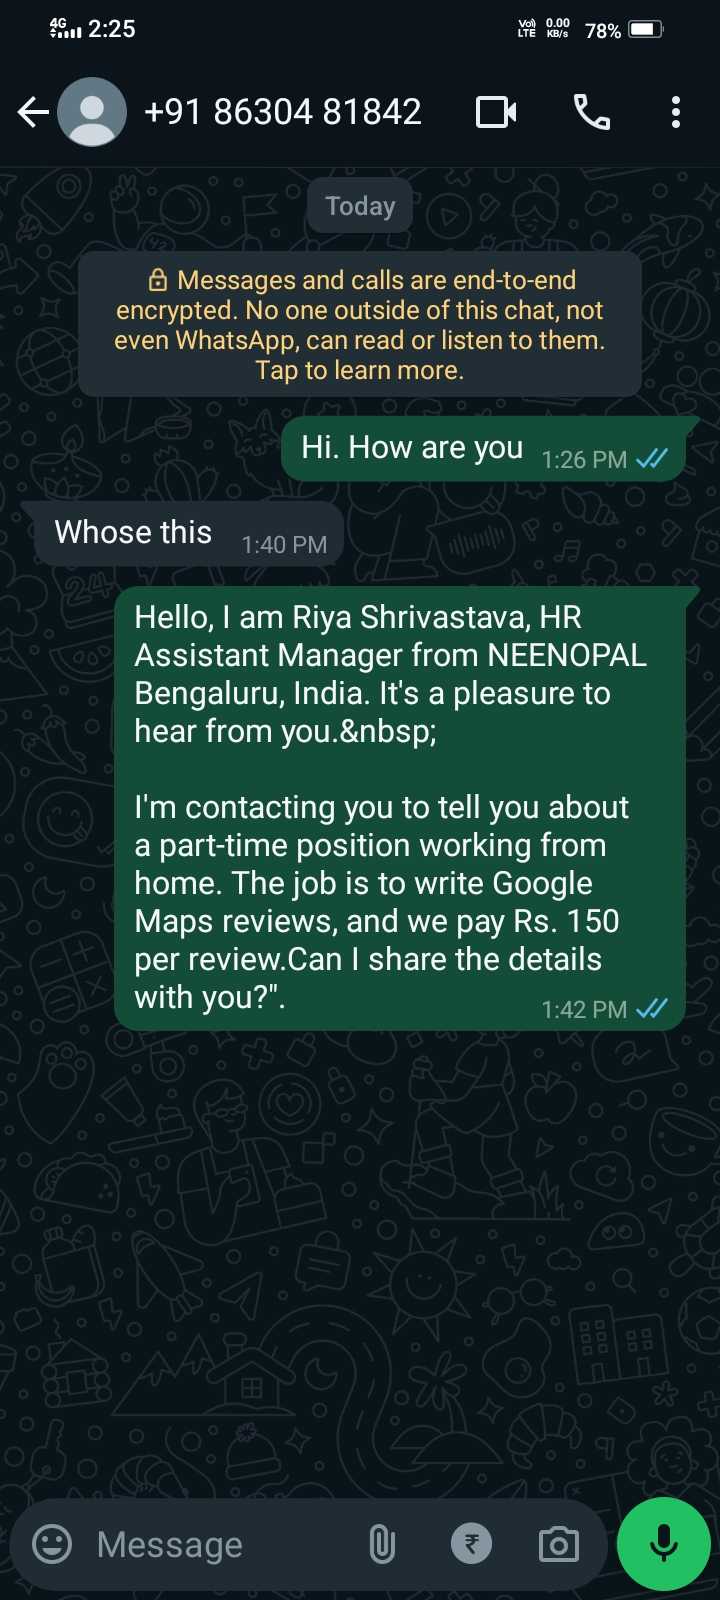 4G 2:25 Vo) LTE 0.00 KB/s 78%
+91 86304 81842
Today
Messages and calls are end-to-end
encrypted. No one outside of this chat, not
even WhatsApp, can read or listen to them.
Tap to learn more.
Hi. How are you 1:26 PM
Whose this 1:40 PM
Hello, I am Riya Shrivastava, HR
Assistant Manager from NEENOPAL
Bengaluru, India. It's a pleasure to
hear from you.&nbsp;
I'm contacting you to tell you about
a part-time position working from
home. The job is to write Google
Maps reviews, and we pay Rs. 150
per review.Can I share the details
with you?".
1:42 PM
Message ₹